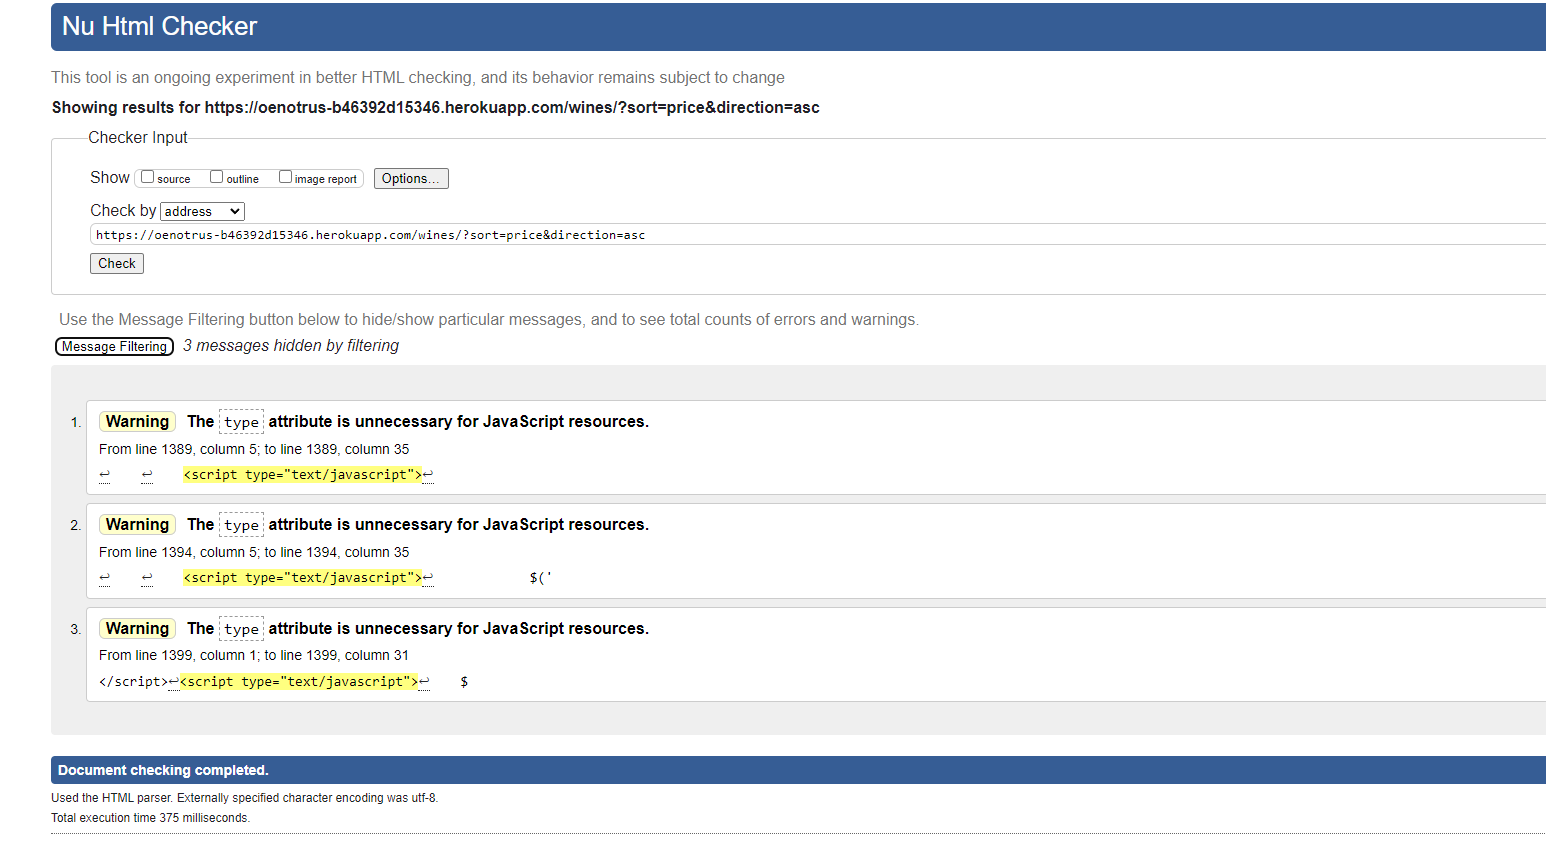 Nu Html Checker
This tool is an ongoing experiment in better HTML checking, and its behavior remains subject to change
Showing results for https://oenotrus-b46392d15346.herokuapp.com/wines/?sort=price&direction=asc
Checker Input
Show source outline image report Options...
Check by address
https://oenotrus-b46392d15346.herokuapp.com/wines/?sort=price&direction=asc
Check
Use the Message Filtering button below to hide/show particular messages, and to see total counts of errors and warnings.
Message Filtering 3 messages hidden by filtering
1. Warning The type attribute is unnecessary for JavaScript resources.
From line 1389, column 5; to line 1389, column 35
↩ ↩ <script type="text/javascript">↩
2. Warning The type attribute is unnecessary for JavaScript resources.
From line 1394, column 5; to line 1394, column 35
↩ ↩ <script type="text/javascript">↩ $('
3. Warning The type attribute is unnecessary for JavaScript resources.
From line 1399, column 1; to line 1399, column 31
</script>↩<script type="text/javascript">↩ $
Document checking completed.
Used the HTML parser. Externally specified character encoding was utf-8.
Total execution time 375 milliseconds.